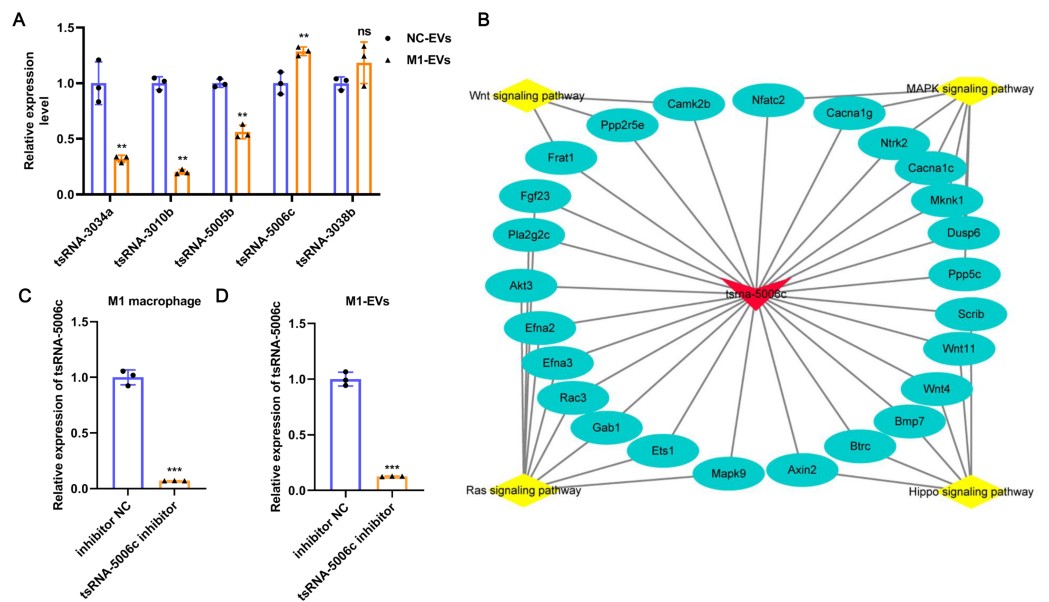 A
Relative expression
level
1.5
1.0
0.5
0.0
NC-EVs
M1-EVs
**
**
**
**
ns
tsRNA-3034a
tsRNA-3010b
tsRNA-5005b
tsRNA-5006c
tsRNA-3038b
B
Wnt signaling pathway
MAPK signaling pathway
Camk2b
Nfatc2
Cacna1g
Ppp2r5e
Ntrk2
Frat1
Cacna1c
Fgf23
Mknk1
Pla2g2c
Dusp6
Akt3
Ppp5c
tsrna-5006c
Scrib
Efna2
Wnt11
Efna3
Wnt4
Rac3
Bmp7
Gab1
Btrc
Ets1
Mapk9
Axin2
Ras signaling pathway
Hippo signaling pathway
C
M1 macrophage
Relative expression of tsRNA-5006c
1.5
1.0
0.5
0.0
***
inhibitor NC
tsRNA-5006c inhibitor
D
M1-EVs
Relative expression of tsRNA-5006c
1.5
1.0
0.5
0.0
***
inhibitor NC
tsRNA-5006c inhibitor